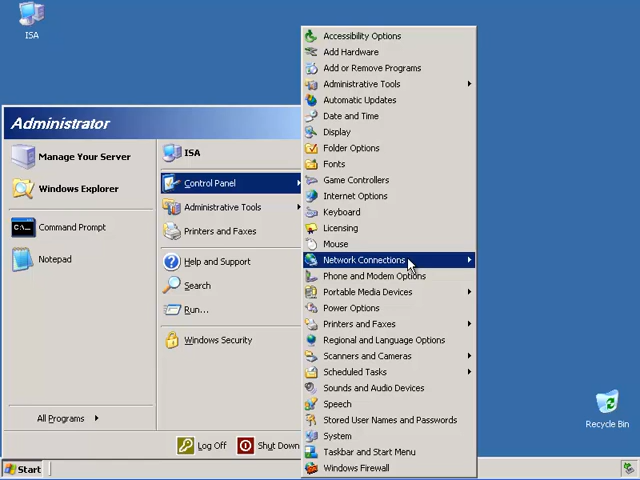 ISA
Administrator
Manage Your Server
Windows Explorer
Command Prompt
Notepad
All Programs
ISA
Control Panel
Administrative Tools
Printers and Faxes
Help and Support
Search
Run...
Windows Security
Log Off
Shut Down
Accessibility Options
Add Hardware
Add or Remove Programs
Administrative Tools
Automatic Updates
Date and Time
Display
Folder Options
Fonts
Game Controllers
Internet Options
Keyboard
Licensing
Mouse
Network Connections
Phone and Modem Options
Portable Media Devices
Power Options
Printers and Faxes
Regional and Language Options
Scanners and Cameras
Scheduled Tasks
Sounds and Audio Devices
Speech
Stored User Names and Passwords
System
Taskbar and Start Menu
Windows Firewall
Recycle Bin
Start